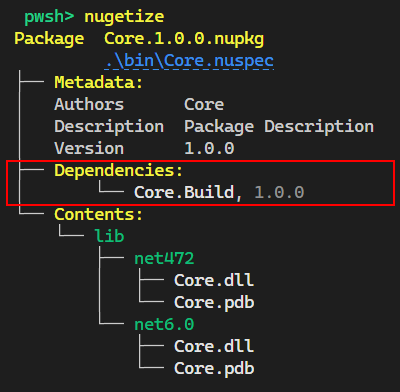 pwsh> nugetize
Package Core.1.0.0.nupkg
.\bin\Core.nuspec
Metadata:
Authors Core
Description Package Description
Version 1.0.0
Dependencies:
Core.Build, 1.0.0
Contents:
lib
net472
Core.dll
Core.pdb
net6.0
Core.dll
Core.pdb